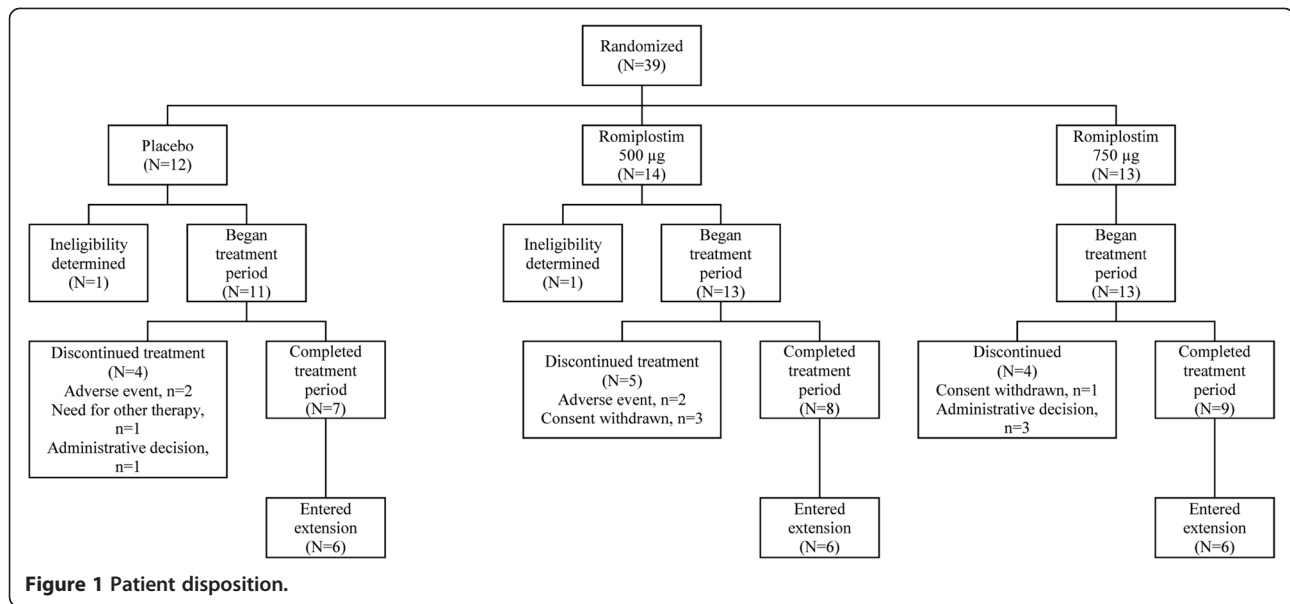 Randomized
(N=39)
Placebo
(N=12)
Romiplostim
500 µg
(N=14)
Romiplostim
750 µg
(N=13)
Ineligibility
determined
(N=1)
Began
treatment
period
(N=11)
Ineligibility
determined
(N=1)
Began
treatment
period
(N=13)
Began
treatment
period
(N=13)
Discontinued treatment
(N=4)
Adverse event, n=2
Need for other therapy,
n=1
Administrative decision,
n=1
Completed
treatment
period
(N=7)
Discontinued treatment
(N=5)
Adverse event, n=2
Consent withdrawn, n=3
Completed
treatment
period
(N=8)
Discontinued
(N=4)
Consent withdrawn, n=1
Administrative decision,
n=3
Completed
treatment
period
(N=9)
Entered
extension
(N=6)
Entered
extension
(N=6)
Entered
extension
(N=6)
Figure 1 Patient disposition.